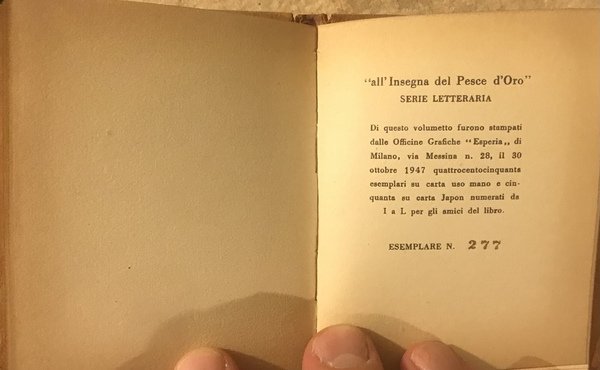 “all'Insegna del Pesce d'Oro”
SERIE LETTERARIA
Di questo volumetto furono stampati
dalle Officine Grafiche “Esperia„ di
Milano, via Messina n. 28, il 30
ottobre 1947 quattrocentocinquanta
esemplari su carta uso mano e cin-
quanta su carta Japon numerati da
I a L per gli amici del libro.
ESEMPLARE N. 277